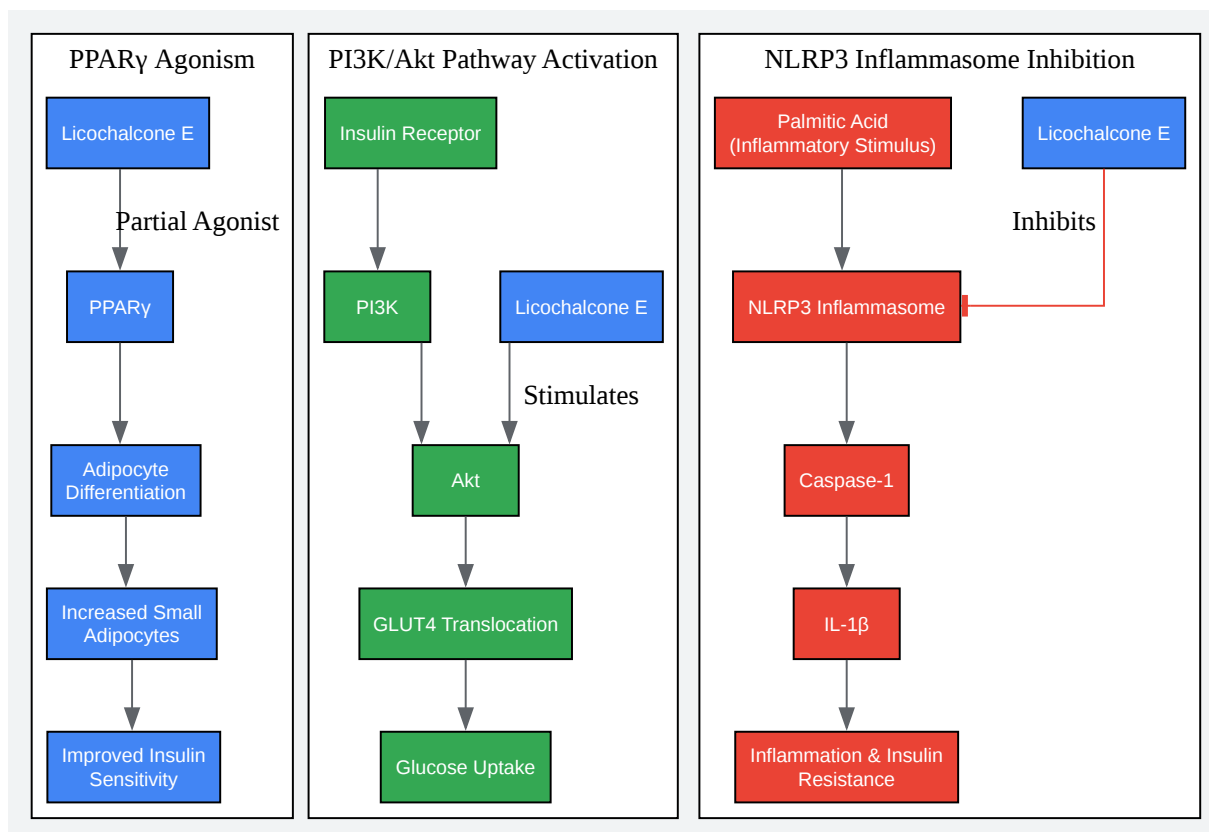 PPARγ Agonism
Licochalcone E
Partial Agonist
PPARγ
Adipocyte
Differentiation
Increased Small
Adipocytes
Improved Insulin
Sensitivity
PI3K/Akt Pathway Activation
Insulin Receptor
PI3K
Licochalcone E
Stimulates
Akt
GLUT4 Translocation
Glucose Uptake
NLRP3 Inflammasome Inhibition
Palmitic Acid
(Inflammatory Stimulus)
Licochalcone E
Inhibits
NLRP3 Inflammasome
Caspase-1
IL-1β
Inflammation & Insulin
Resistance